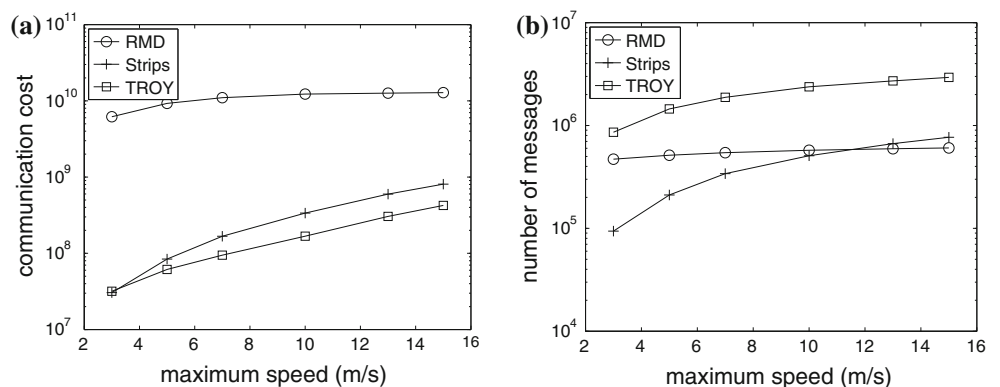 (a)
communication cost
10^11
10^10
10^9
10^8
10^7
RMD
Strips
TROY
2 4 6 8 10 12 14 16
maximum speed (m/s)
(b)
number of messages
10^7
10^6
10^5
10^4
RMD
Strips
TROY
2 4 6 8 10 12 14 16
maximum speed (m/s)